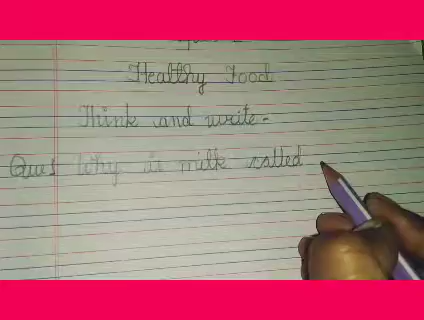 Healthy Food
Think and write-
Ques Why is milk called